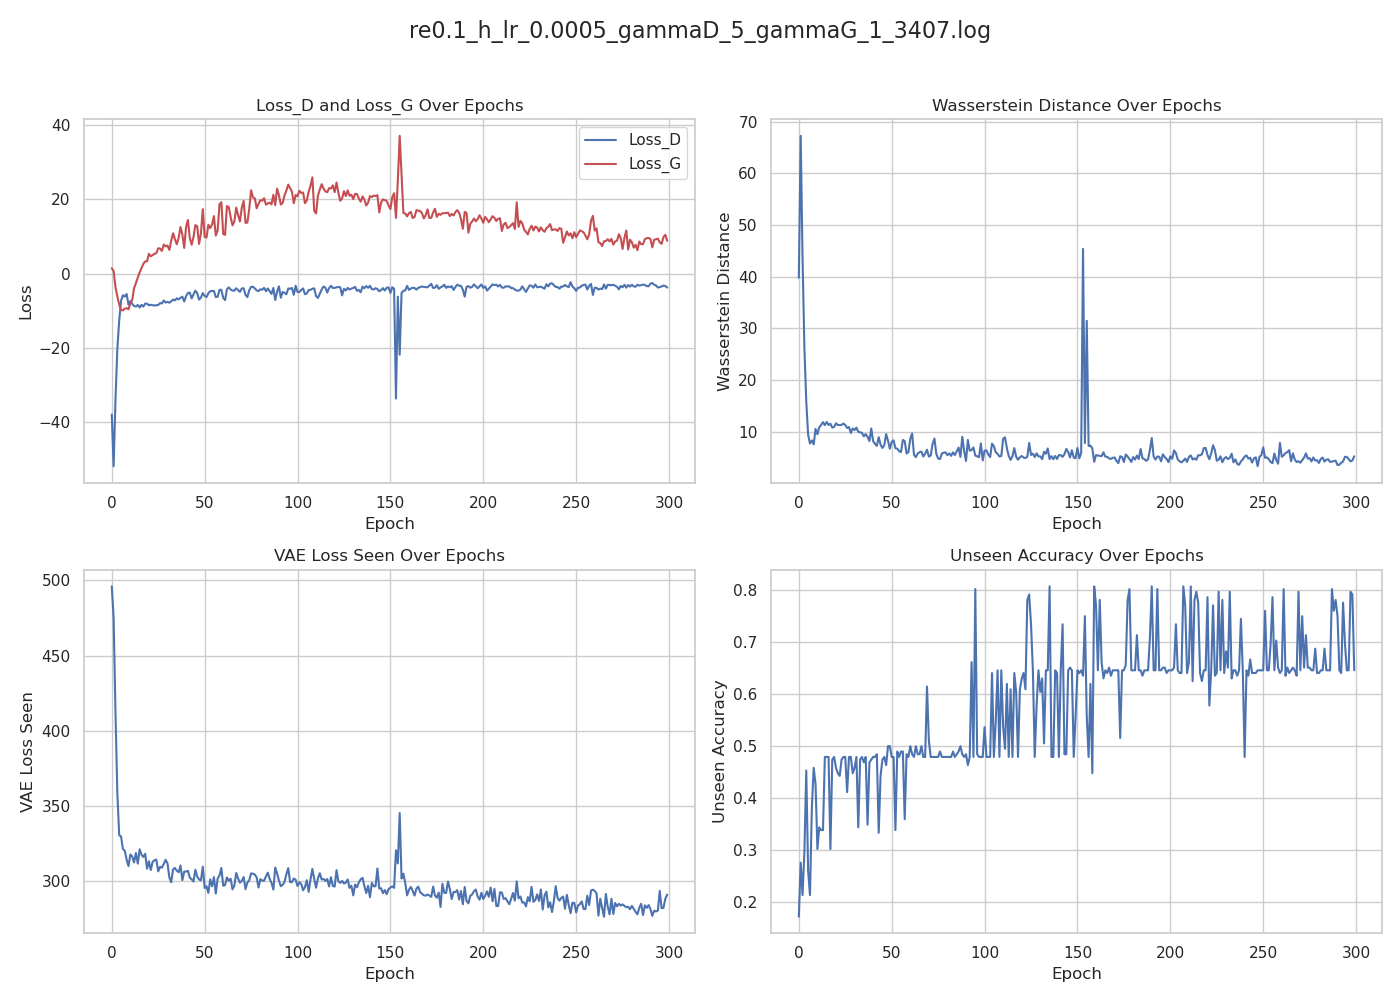 re0.1_h_lr_0.0005_gammaD_5_gammaG_1_3407.log
Loss_D and Loss_G Over Epochs
40
20
0
−20
−40
Loss
Loss_D
Loss_G
0 50 100 150 200 250 300
Epoch
Wasserstein Distance Over Epochs
70
60
50
40
30
20
10
Wasserstein Distance
0 50 100 150 200 250 300
Epoch
VAE Loss Seen Over Epochs
500
450
400
350
300
VAE Loss Seen
0 50 100 150 200 250 300
Epoch
Unseen Accuracy Over Epochs
0.8
0.7
0.6
0.5
0.4
0.3
0.2
Unseen Accuracy
0 50 100 150 200 250 300
Epoch